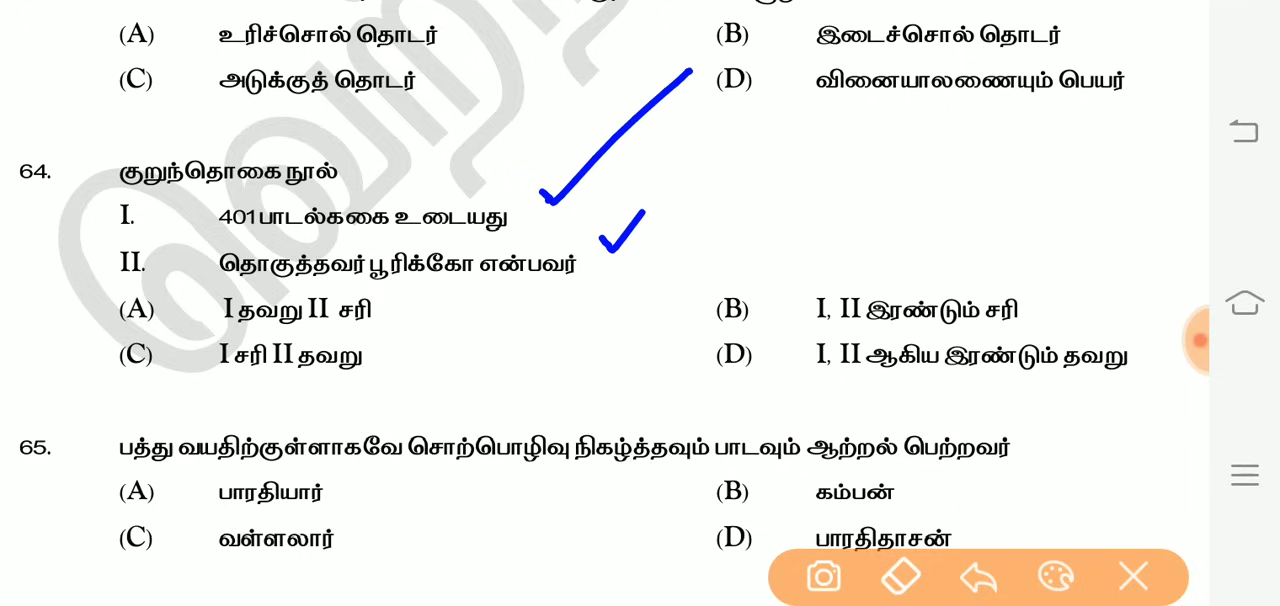 (A) உரிச்சொல் தொடர் (B) இடைச்சொல் தொடர்
(C) அடுக்குத் தொடர் (D) வினையாலணையும் பெயர்
64. குறுந்தொகை நூல்
I. 401பாடல்ககை உடையது
II. தொகுத்தவர் பூரிக்கோ என்பவர்
(A) I தவறு II சரி (B) I, II இரண்டும் சரி
(C) I சரி II தவறு (D) I, II ஆகிய இரண்டும் தவறு
65. பத்து வயதிற்குள்ளாகவே சொற்பொழிவு நிகழ்த்தவும் பாடவும் ஆற்றல் பெற்றவர்
(A) பாரதியார் (B) கம்பன்
(C) வள்ளலார் (D) பாரதிதாசன்